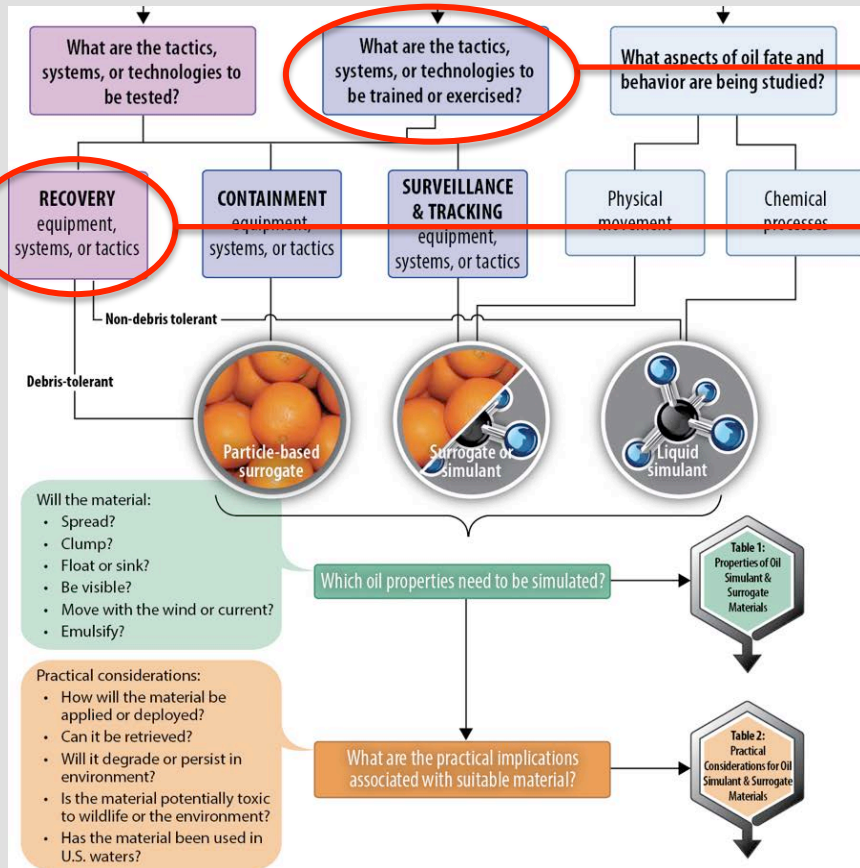 What are the tactics,
systems, or technologies to
be tested?
What are the tactics,
systems, or technologies to
be trained or exercised?
What aspects of oil fate and
behavior are being studied?
RECOVERY
equipment,
systems, or tactics
CONTAINMENT
equipment,
systems, or tactics
SURVEILLANCE
& TRACKING
equipment,
systems, or tactics
Physical
movement
Chemical
processes
Non-debris tolerant
Debris-tolerant
Particle-based
surrogate
Surrogate or
simulant
Liquid
simulant
Will the material:
• Spread?
• Clump?
• Float or sink?
• Be visible?
• Move with the wind or current?
• Emulsify?
Which oil properties need to be simulated?
Table 1:
Properties of Oil
Simulant &
Surrogate
Materials
Practical considerations:
• How will the material be
applied or deployed?
• Can it be retrieved?
• Will it degrade or persist in
environment?
• Is the material potentially toxic
to wildlife or the environment?
• Has the material been used in
U.S. waters?
What are the practical implications
associated with suitable material?
Table 2:
Practical
Considerations for Oil
Simulant & Surrogate
Materials